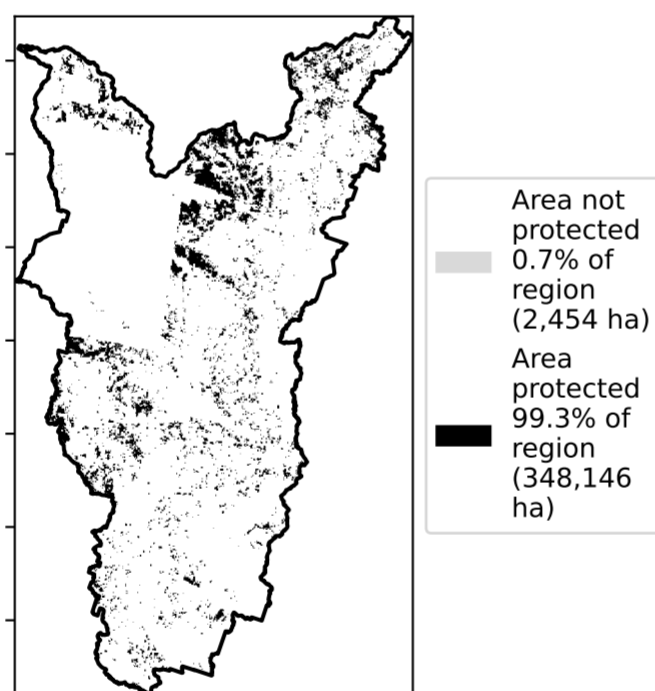 Area not
protected
0.7% of
region
(2,454 ha)
Area
protected
99.3% of
region
(348,146
ha)